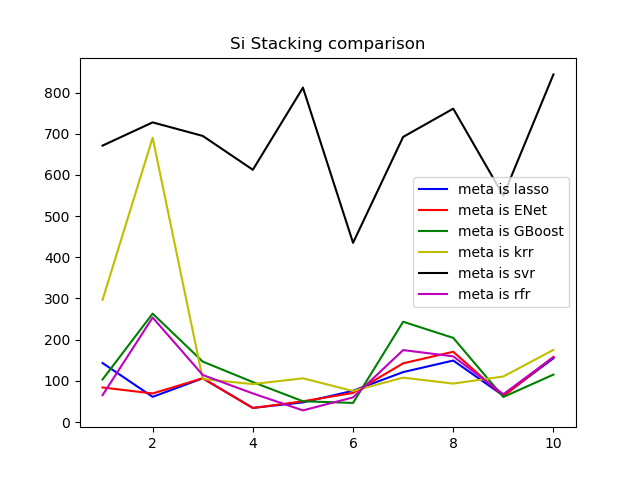 Si Stacking comparison
800
700
600
500
400
300
200
100
0
meta is lasso
meta is ENet
meta is GBoost
meta is krr
meta is svr
meta is rfr
2 4 6 8 10